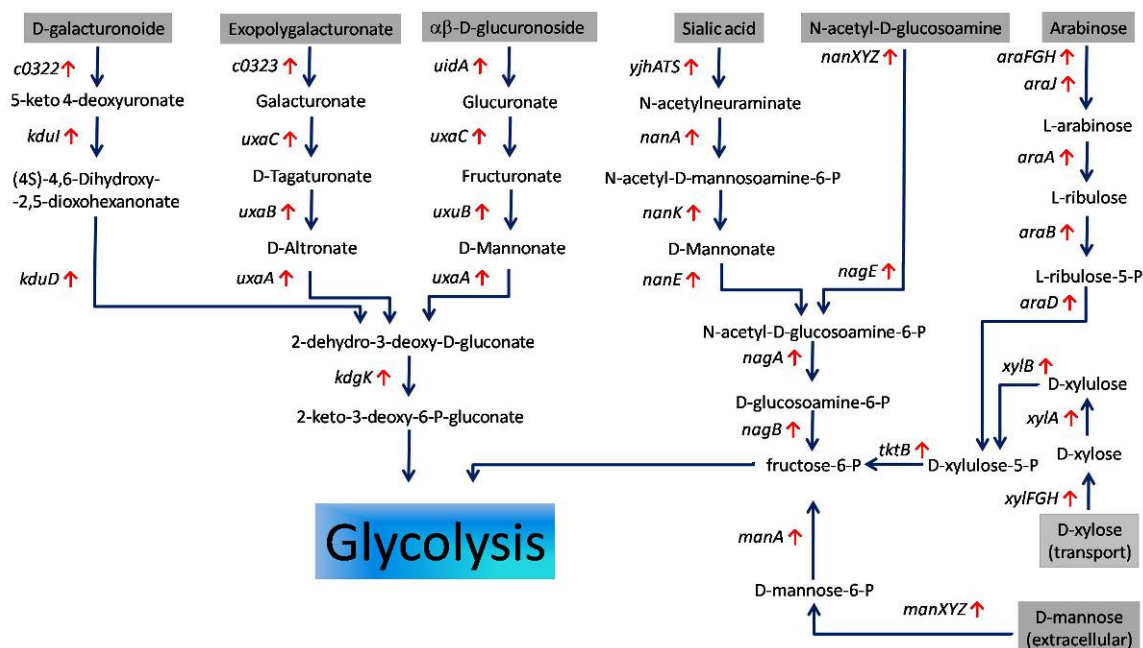 D-galacturonoide
Exopolygalacturonate
αβ-D-glucuronoside
Sialic acid
N-acetyl-D-glucosoamine
Arabinose
c0322
c0323
uidA
yjhATS
nanXYZ
araFGH
araJ
5-keto 4-deoxyuronate
Galacturonate
Glucuronate
N-acetylneuraminate
L-arabinose
kduI
uxaC
uxaC
nanA
araA
(4S)-4,6-Dihydroxy-
-2,5-dioxohexanonate
D-Tagaturonate
Fructuronate
N-acetyl-D-mannosoamine-6-P
L-ribulose
uxaB
uxuB
nanK
araB
D-Altronate
D-Mannonate
D-Mannonate
kduD
uxaA
uxaA
nanE
nagE
L-ribulose-5-P
araD
2-dehydro-3-deoxy-D-gluconate
N-acetyl-D-glucosoamine-6-P
kdgK
nagA
xylB
2-keto-3-deoxy-6-P-gluconate
D-glucosoamine-6-P
D-xylulose
nagB
xylA
tktB
fructose-6-P
D-xylulose-5-P
D-xylose
xylFGH
Glycolysis
manA
D-xylose
(transport)
D-mannose-6-P
manXYZ
D-mannose
(extracellular)